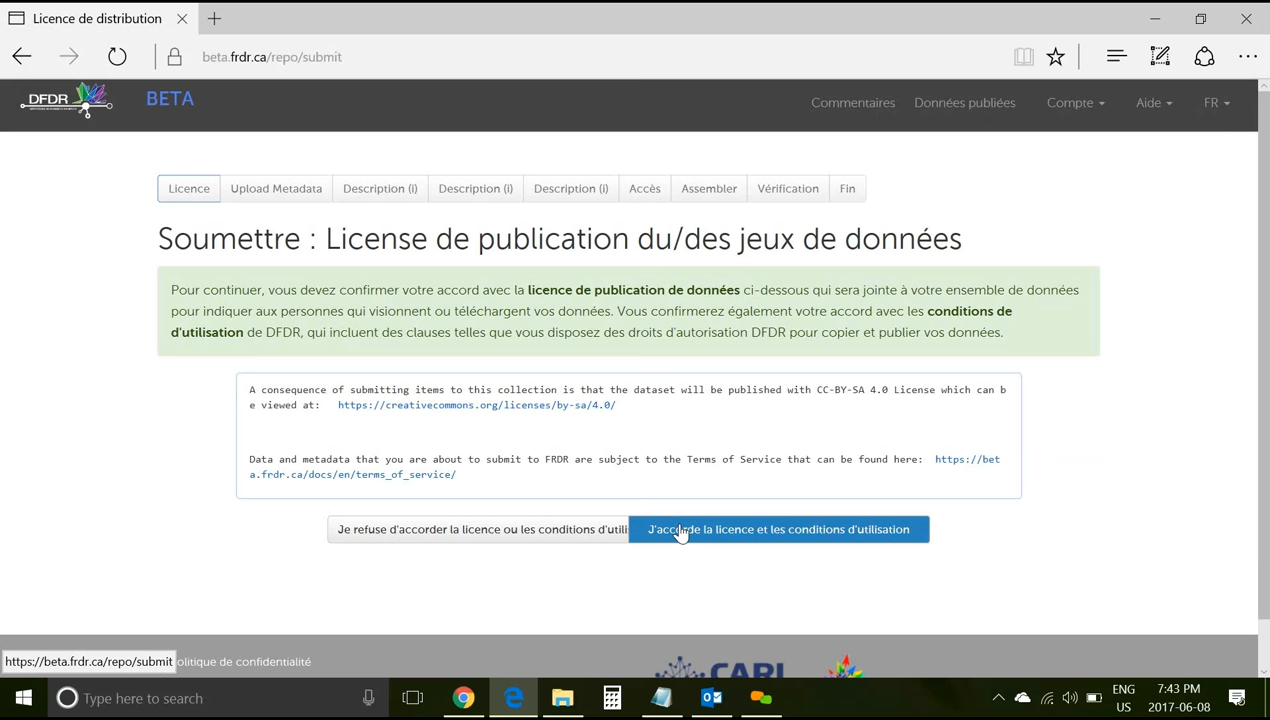 Licence de distribution
beta.frdr.ca/repo/submit
DFDR
BETA
Commentaires Données publiées Compte Aide FR
Licence Upload Metadata Description (i) Description (i) Description (i) Accès Assembler Vérification Fin
Soumettre : License de publication du/des jeux de données
Pour continuer, vous devez confirmer votre accord avec la licence de publication de données ci-dessous qui sera jointe à votre ensemble de données
pour indiquer aux personnes qui visionnent ou téléchargent vos données. Vous confirmerez également votre accord avec les conditions de
d'utilisation de DFDR, qui incluent des clauses telles que vous disposez des droits d'autorisation DFDR pour copier et publier vos données.
A consequence of submitting items to this collection is that the dataset will be published with CC-BY-SA 4.0 License which can b
e viewed at: https://creativecommons.org/licenses/by-sa/4.0/
Data and metadata that you are about to submit to FRDR are subject to the Terms of Service that can be found here: https://bet
a.frdr.ca/docs/en/terms_of_service/
Je refuse d'accorder la licence ou les conditions d'utili J'accorde la licence et les conditions d'utilisation
https://beta.frdr.ca/repo/submit olitique de confidentialité
CARL
Type here to search
ENG 7:43 PM
US 2017-06-08